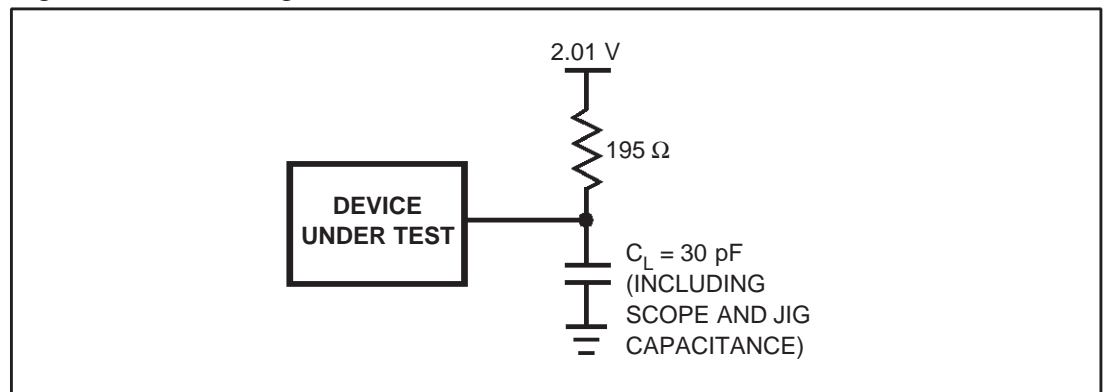 2.01 V
195 Ω
DEVICE
UNDER TEST
C_L = 30 pF
(INCLUDING
SCOPE AND JIG
CAPACITANCE)